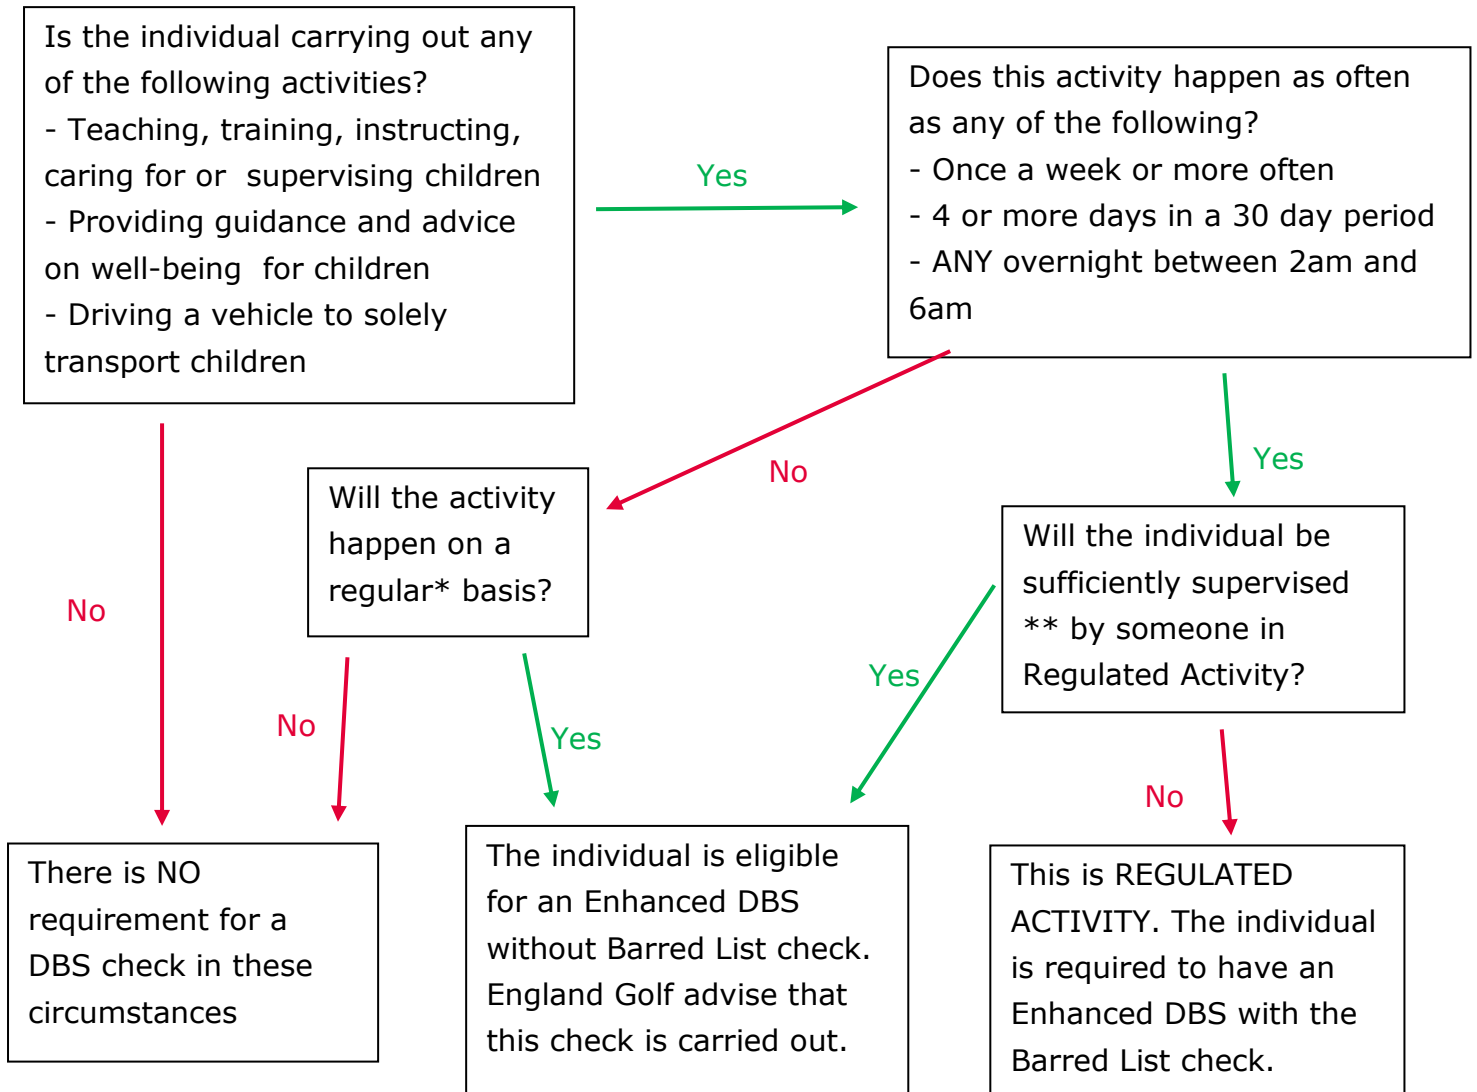 Is the individual carrying out any
of the following activities?
- Teaching, training, instructing,
caring for or  supervising children
- Providing guidance and advice
on well-being  for children
- Driving a vehicle to solely
transport children
Yes
Does this activity happen as often
as any of the following?
- Once a week or more often
- 4 or more days in a 30 day period
- ANY overnight between 2am and
6am
No
No
Yes
Will the activity
happen on a
regular* basis?
Will the individual be
sufficiently supervised
** by someone in
Regulated Activity?
No
Yes
Yes
No
There is NO
requirement for a
DBS check in these
circumstances
The individual is eligible
for an Enhanced DBS
without Barred List check.
England Golf advise that
this check is carried out.
This is REGULATED
ACTIVITY. The individual
is required to have an
Enhanced DBS with the
Barred List check.